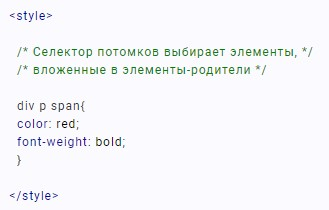 <style>
/* Селектор потомков выбирает элементы, */
/* вложенные в элементы-родители */
div p span{
color: red;
font-weight: bold;
}
</style>